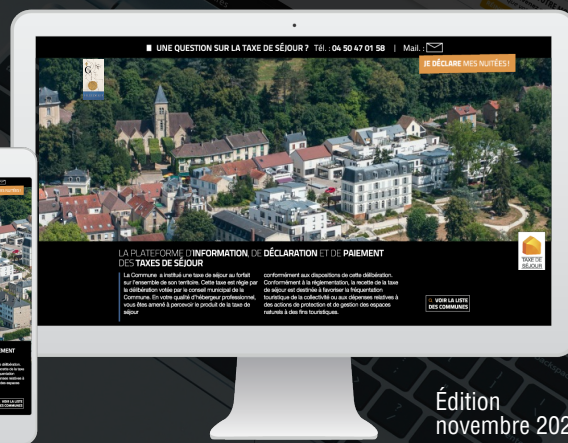 UNE QUESTION SUR LA TAXE DE SÉJOUR ? Tél. : 04 50 47 01 58 | Mail. :
JE DÉCLARE MES NUITÉES !
LA PLATEFORME D'INFORMATION, DE DÉCLARATION ET DE PAIEMENT
DES TAXES DE SÉJOUR
La Commune a institué une taxe de séjour au forfait
sur l'ensemble de son territoire. Cette taxe est régie par
la délibération votée par le conseil municipal de la
Commune. En votre qualité d'hébergeur professionnel,
vous êtes amené à percevoir le produit de la taxe de
séjour
conformément aux dispositions de cette délibération.
Conformément à la réglementation, la recette de la taxe
de séjour est destinée à favoriser la fréquentation
touristique de la collectivité ou aux dépenses relatives à
des actions de protection et de gestion des espaces
naturels à des fins touristiques.
TAXE DE
SÉJOUR
VOIR LA LISTE
DES COMMUNES
VOIR LA LISTE
DES COMMUNES
Édition
novembre 202